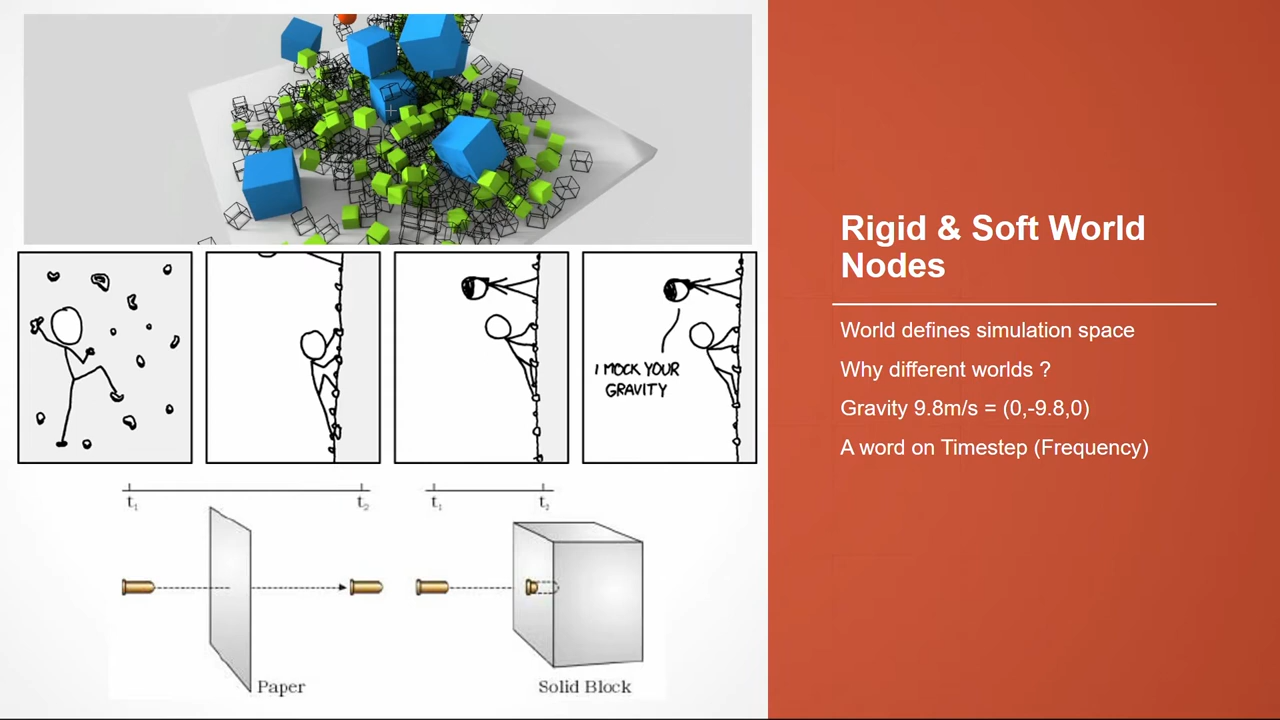 Rigid & Soft World
Nodes
World defines simulation space
Why different worlds ?
Gravity 9.8m/s = (0,-9.8,0)
A word on Timestep (Frequency)
I MOCK YOUR
GRAVITY
t₁ t₂ t₁ t₂
Paper
Solid Block